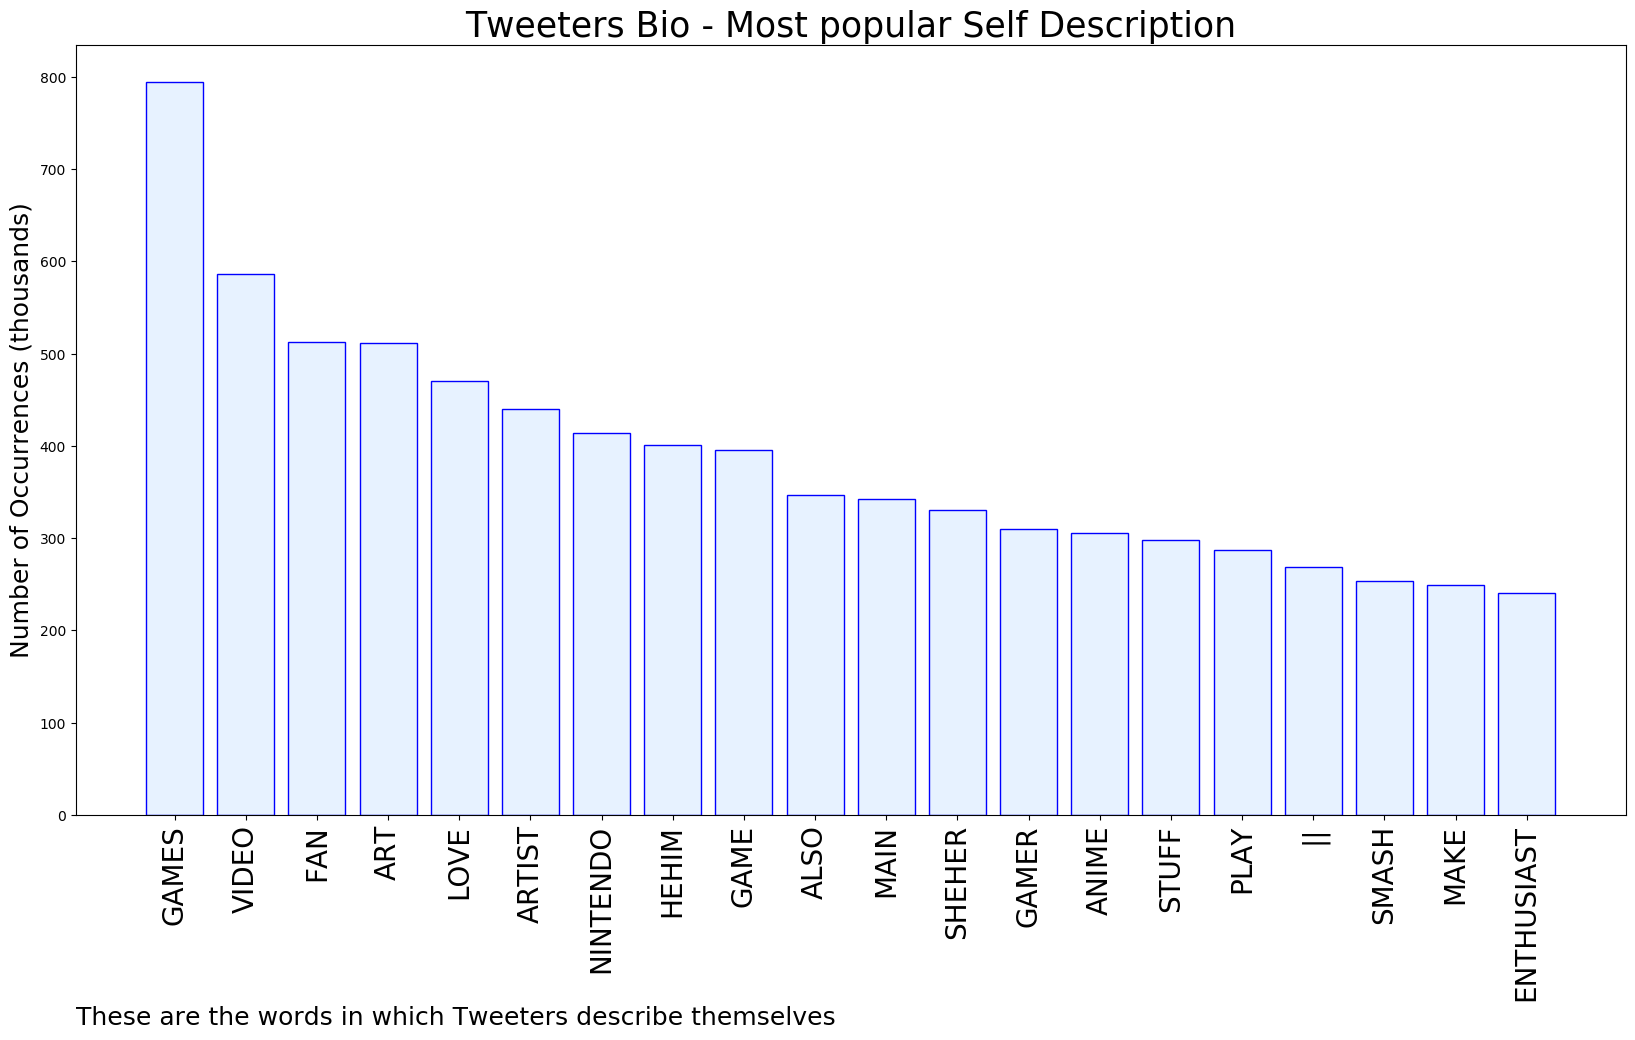 Tweeters Bio - Most popular Self Description
Number of Occurrences (thousands)
800
700
600
500
400
300
200
100
0
GAMES
VIDEO
FAN
ART
LOVE
ARTIST
NINTENDO
HEHIM
GAME
ALSO
MAIN
SHEHER
GAMER
ANIME
STUFF
PLAY
||
SMASH
MAKE
ENTHUSIAST
These are the words in which Tweeters describe themselves